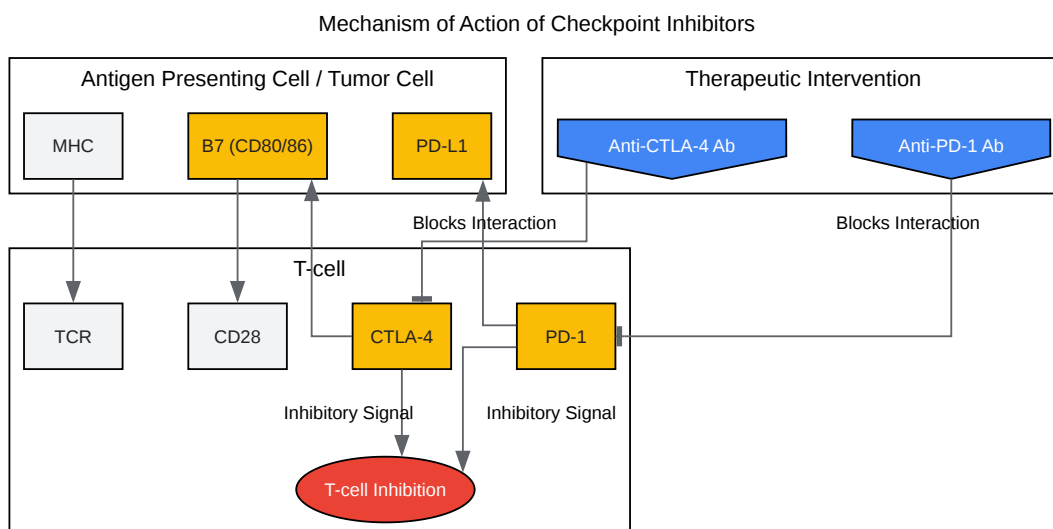 Mechanism of Action of Checkpoint Inhibitors
Antigen Presenting Cell / Tumor Cell
Therapeutic Intervention
MHC
B7 (CD80/86)
PD-L1
Anti-CTLA-4 Ab
Anti-PD-1 Ab
Blocks Interaction
Blocks Interaction
T-cell
TCR
CD28
CTLA-4
PD-1
Inhibitory Signal
Inhibitory Signal
T-cell Inhibition